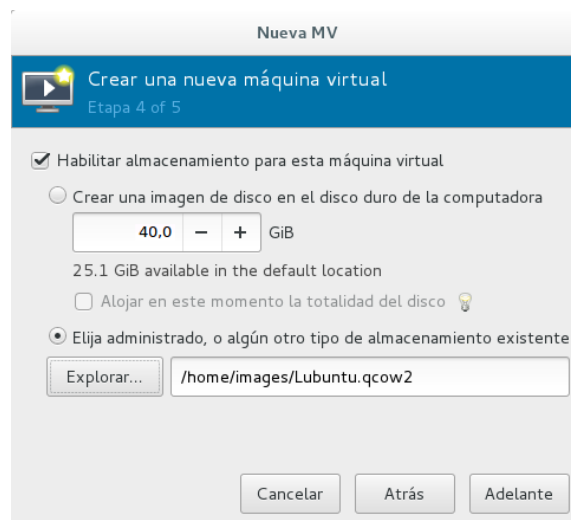 Nueva MV
Crear una nueva máquina virtual
Etapa 4 of 5
Habilitar almacenamiento para esta máquina virtual
Crear una imagen de disco en el disco duro de la computadora
40,0 − + GiB
25.1 GiB available in the default location
Alojar en este momento la totalidad del disco
Elija administrado, o algún otro tipo de almacenamiento existente
Explorar... /home/images/Lubuntu.qcow2
Cancelar Atrás Adelante